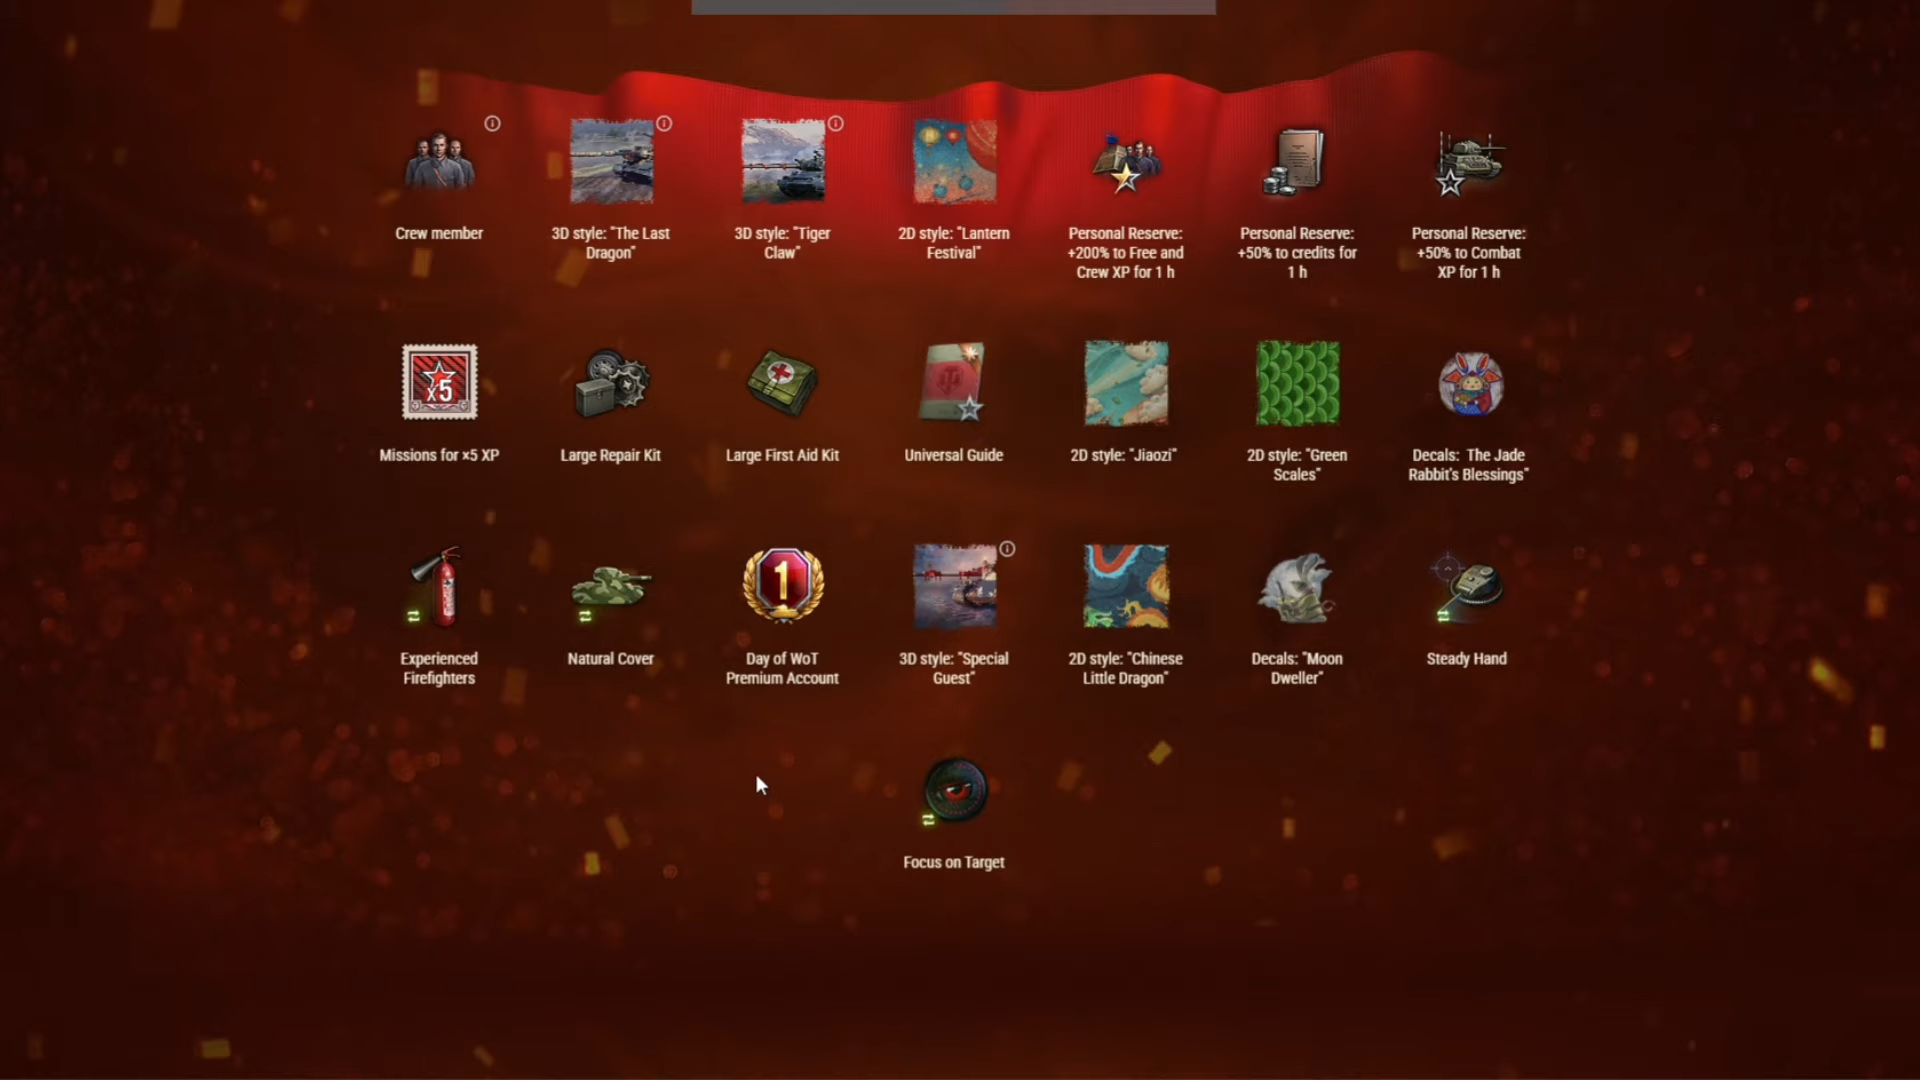 Crew member
3D style: "The Last
Dragon"
3D style: "Tiger
Claw"
2D style: "Lantern
Festival"
Personal Reserve:
+200% to Free and
Crew XP for 1 h
Personal Reserve:
+50% to credits for
1 h
Personal Reserve:
+50% to Combat
XP for 1 h
x5
Missions for ×5 XP
Large Repair Kit
Large First Aid Kit
Universal Guide
2D style: "Jiaozi"
2D style: "Green
Scales"
Decals:  The Jade
Rabbit's Blessings"
Experienced
Firefighters
Natural Cover
1
Day of WoT
Premium Account
3D style: "Special
Guest"
2D style: "Chinese
Little Dragon"
Decals: "Moon
Dweller"
Steady Hand
Focus on Target